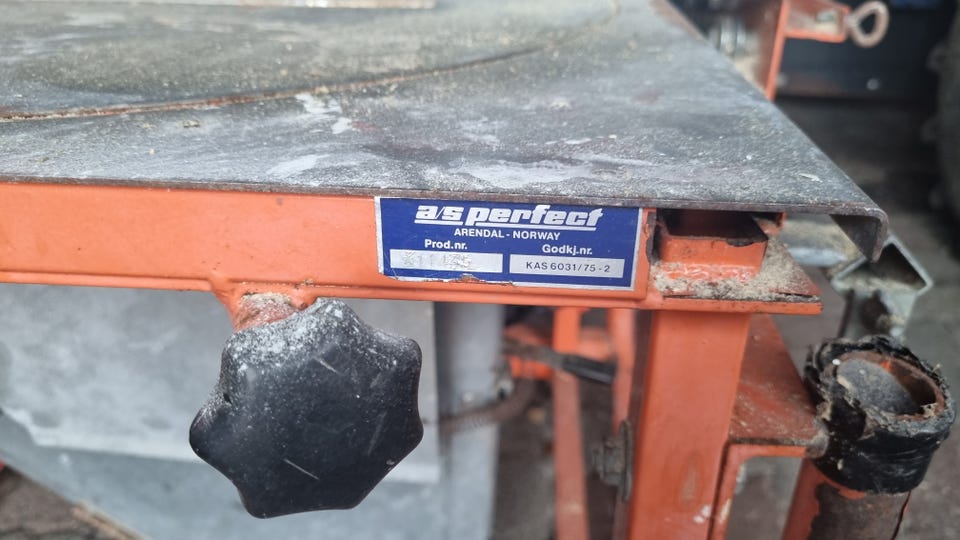 a/s perfect
ARENDAL - NORWAY
Prod.nr. Godkj.nr.
KAS 6031/75 - 2